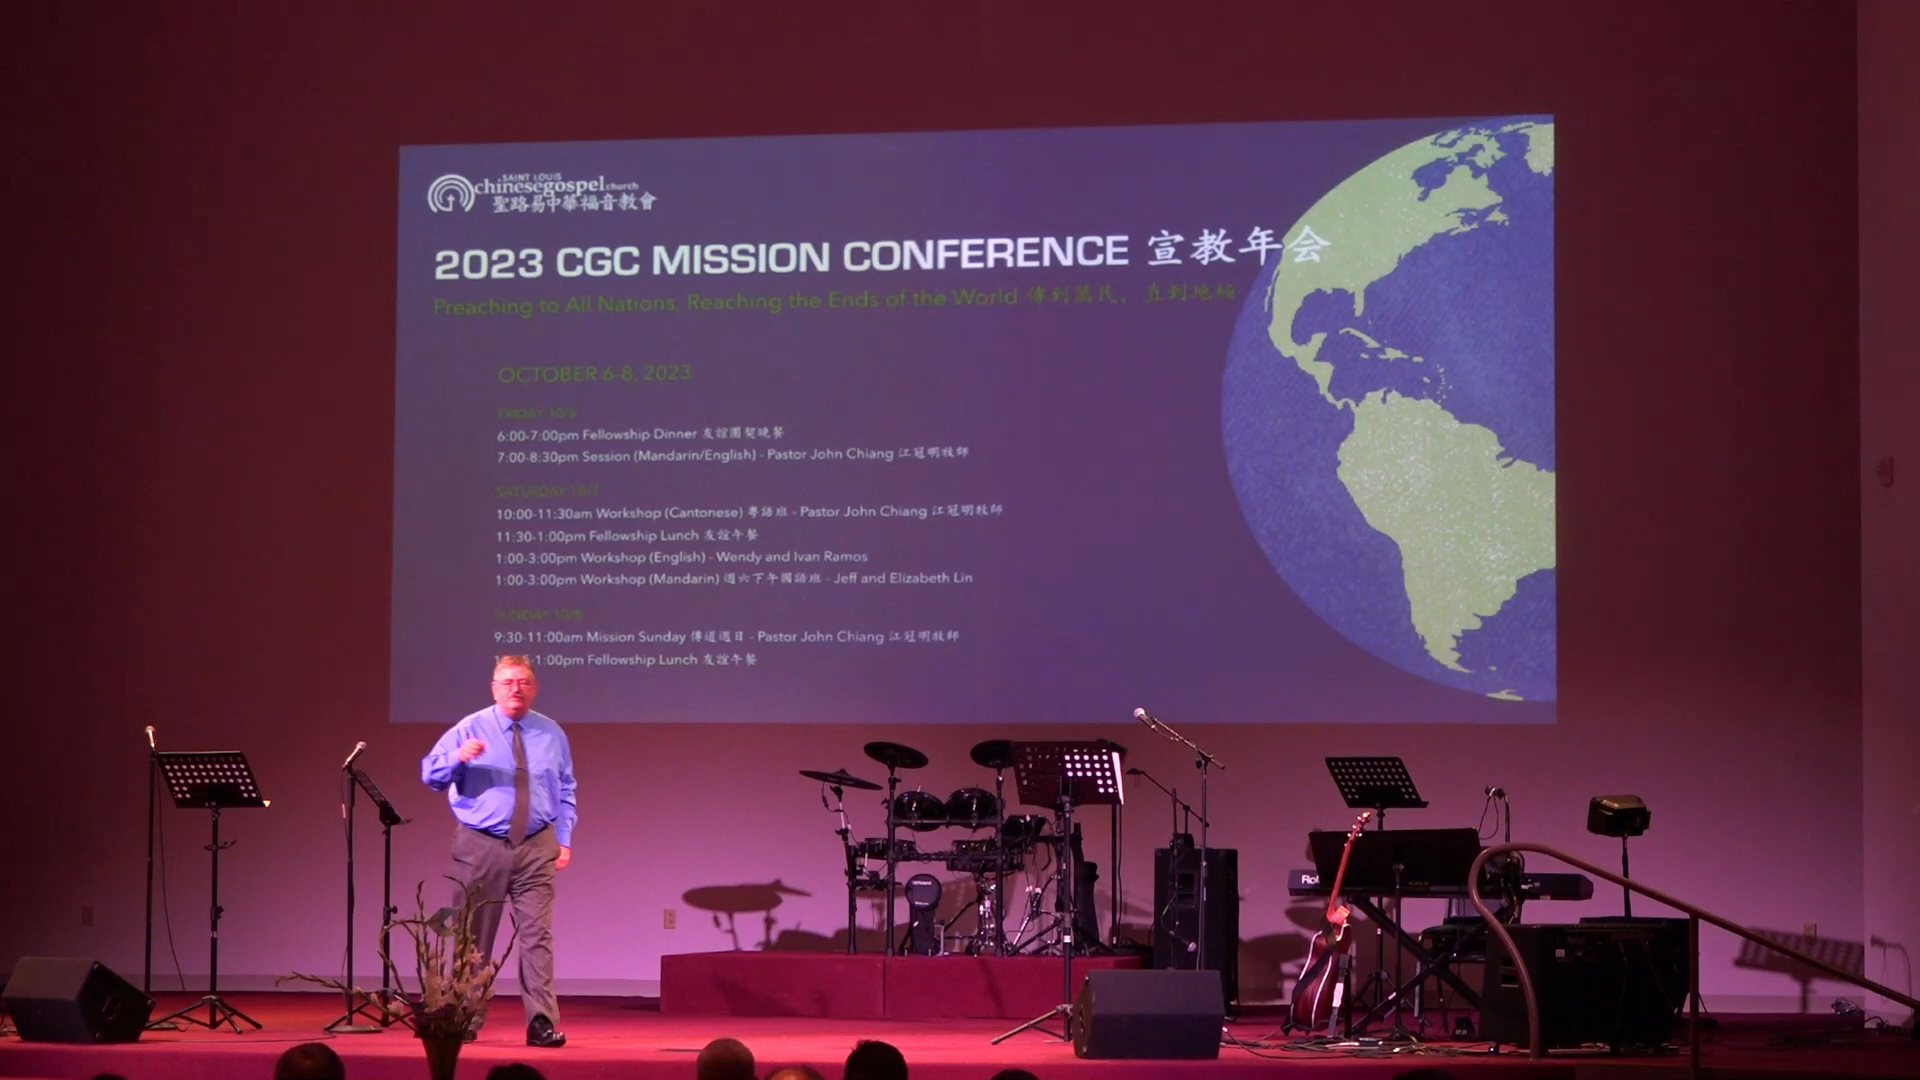 SAINT LOUIS
chinesegospel church
聖路易中華福音教會
2023 CGC MISSION CONFERENCE 宣教年会
Preaching to All Nations, Reaching the Ends of the World 傳到萬民，直到地極
OCTOBER 6-8, 2023
FRIDAY 10/6
6:00-7:00pm Fellowship Dinner 友誼團契晚餐
7:00-8:30pm Session (Mandarin/English) - Pastor John Chiang 江冠明牧師
SATURDAY 10/7
10:00-11:30am Workshop (Cantonese) 粵語班 - Pastor John Chiang 江冠明牧師
11:30-1:00pm Fellowship Lunch 友誼午餐
1:00-3:00pm Workshop (English) - Wendy and Ivan Ramos
1:00-3:00pm Workshop (Mandarin) 週六下午國語班 - Jeff and Elizabeth Lin
SUNDAY 10/8
9:30-11:00am Mission Sunday 傳道週日 - Pastor John Chiang 江冠明牧師
-1:00pm Fellowship Lunch 友誼午餐
Roland